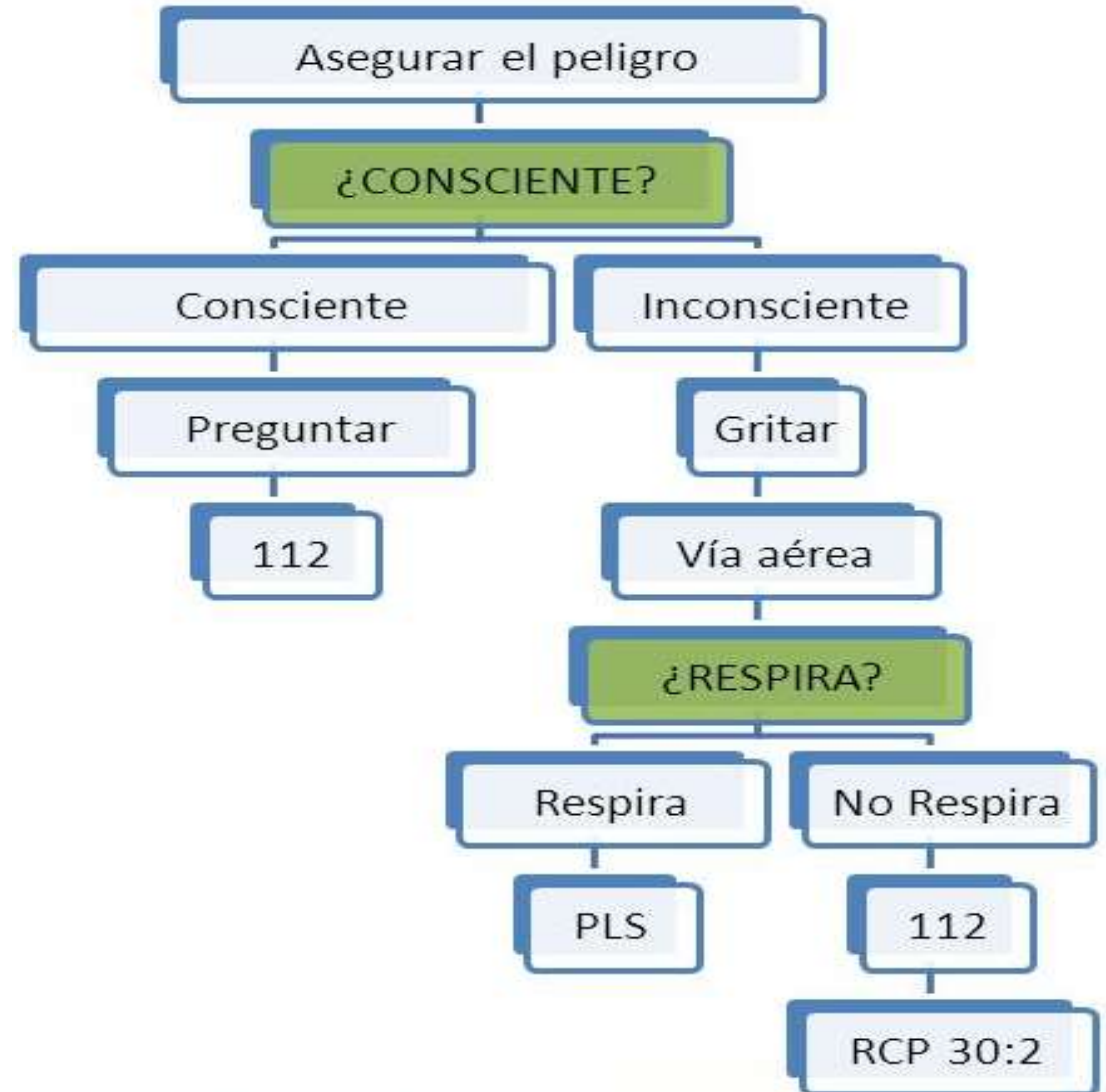 Asegurar el peligro
¿CONSCIENTE?
Consciente
Inconsciente
Preguntar
Gritar
112
Vía aérea
¿RESPIRA?
Respira
No Respira
PLS
112
RCP 30:2